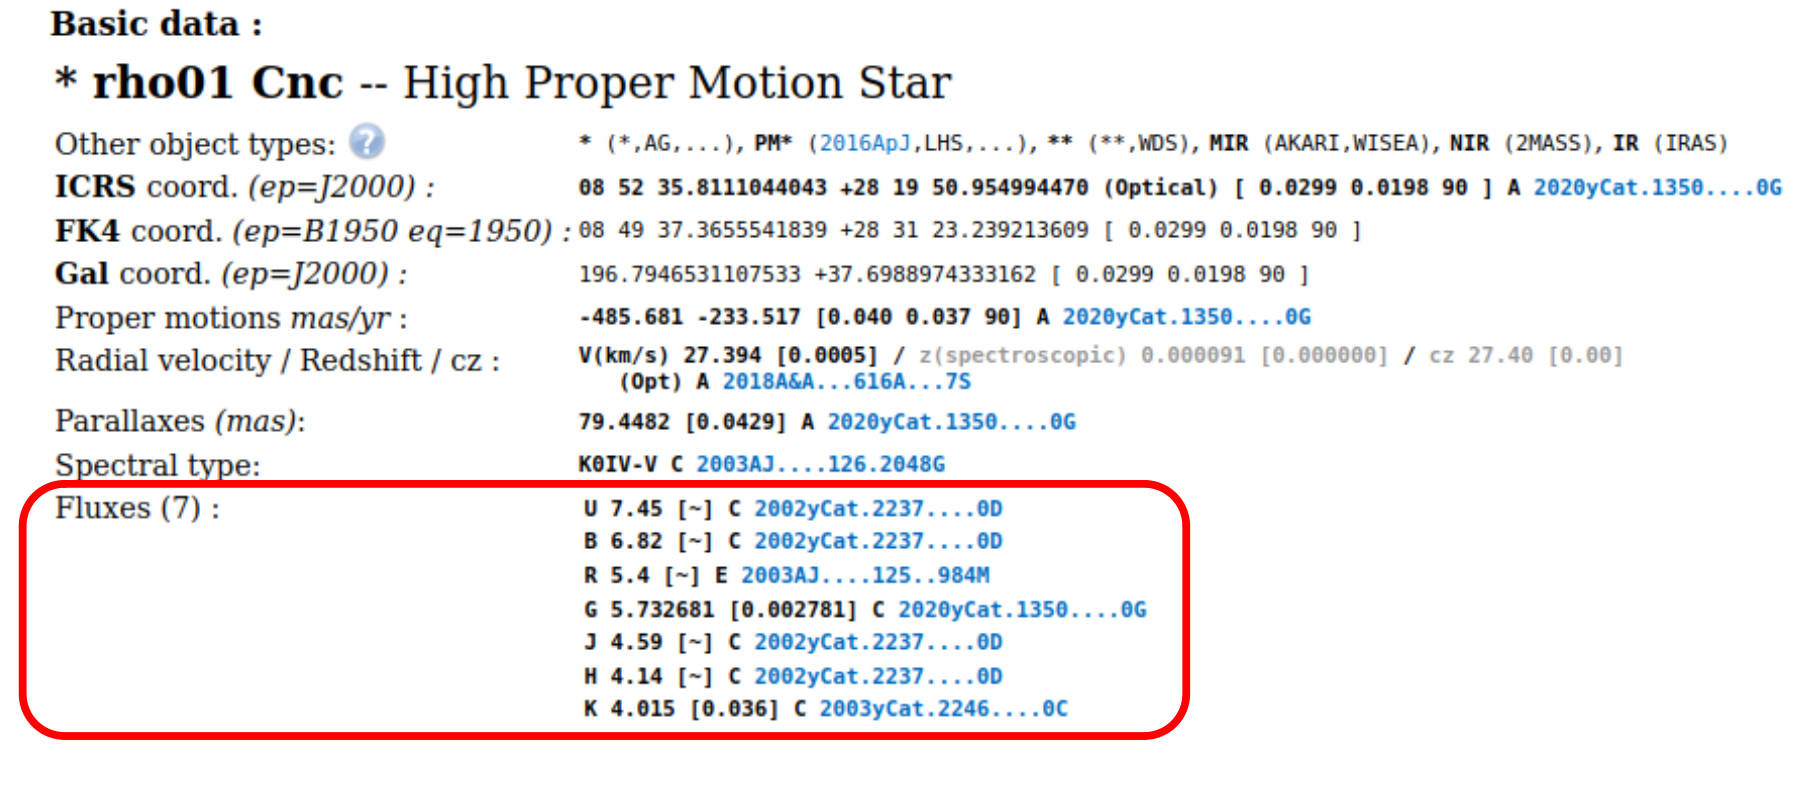 Basic data :
* rho01 Cnc -- High Proper Motion Star
Other object types: ? * (*,AG,...), PM* (2016ApJ,LHS,...), ** (**,WDS), MIR (AKARI,WISEA), NIR (2MASS), IR (IRAS)
ICRS coord. (ep=J2000) : 08 52 35.8111044043 +28 19 50.954994470 (Optical) [ 0.0299 0.0198 90 ] A 2020yCat.1350....0G
FK4 coord. (ep=B1950 eq=1950) : 08 49 37.3655541839 +28 31 23.239213609 [ 0.0299 0.0198 90 ]
Gal coord. (ep=J2000) : 196.7946531107533 +37.6988974333162 [ 0.0299 0.0198 90 ]
Proper motions mas/yr : -485.681 -233.517 [0.040 0.037 90] A 2020yCat.1350....0G
Radial velocity / Redshift / cz : V(km/s) 27.394 [0.0005] / z(spectroscopic) 0.000091 [0.000000] / cz 27.40 [0.00]
(Opt) A 2018A&A...616A...7S
Parallaxes (mas): 79.4482 [0.0429] A 2020yCat.1350....0G
Spectral type: K0IV-V C 2003AJ....126.2048G
Fluxes (7) : U 7.45 [~] C 2002yCat.2237....0D
B 6.82 [~] C 2002yCat.2237....0D
R 5.4 [~] E 2003AJ....125..984M
G 5.732681 [0.002781] C 2020yCat.1350....0G
J 4.59 [~] C 2002yCat.2237....0D
H 4.14 [~] C 2002yCat.2237....0D
K 4.015 [0.036] C 2003yCat.2246....0C